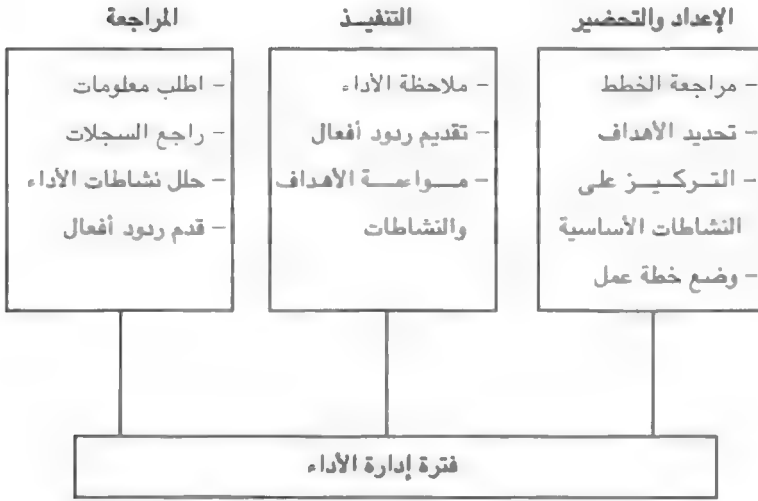 الإعداد والتحضير
– مراجعة الخطط
– تحديد الأهداف
– التركيز على
النشاطات الأساسية
– وضع خطة عمل
التنفيذ
– ملاحظة الأداء
– تقديم ردود أفعال
– مواءمة الأهداف
والنشاطات
المراجعة
– اطلب معلومات
– راجع السجلات
– حلل نشاطات الأداء
– قدم ردود أفعال
فترة إدارة الأداء